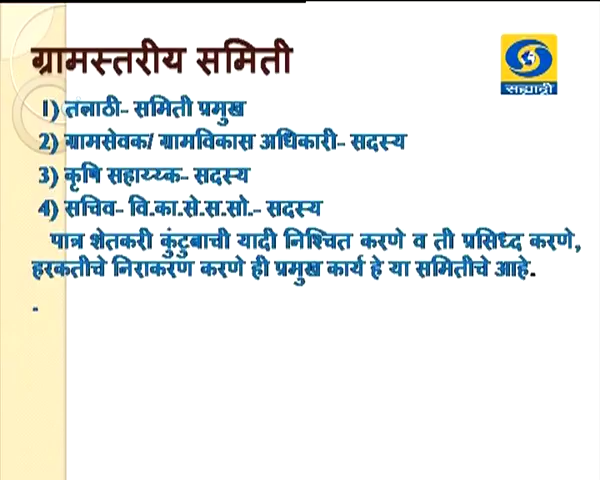 ग्रामस्तरीय समिती
सह्याद्री
1) तलाठी- समिती प्रमुख
2) ग्रामसेवक/ ग्रामविकास अधिकारी- सदस्य
3) कृषि सहाय्य्क- सदस्य
4) सचिव- वि.का.से.स.सो.- सदस्य
पात्र शेतकरी कुंटुबाची यादी निश्चित करणे व ती प्रसिध्द करणे,
हरकतीचे निराकरण करणे ही प्रमुख कार्य हे या समितीचे आहे.
.